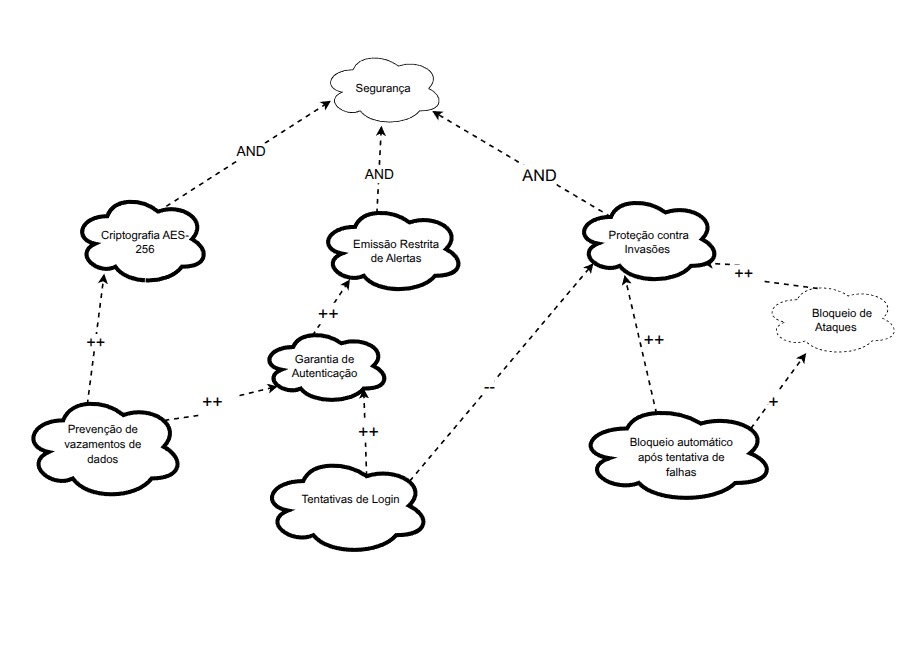 Segurança
AND
AND
AND
Criptografia AES-
256
Emissão Restrita
de Alertas
Proteção contra
Invasões
++
Bloqueio de
Ataques
++
++
++
Garantia de
Autenticação
--
++
+
Prevenção de
vazamentos de
dados
++
Bloqueio automático
após tentativa de
falhas
Tentativas de Login